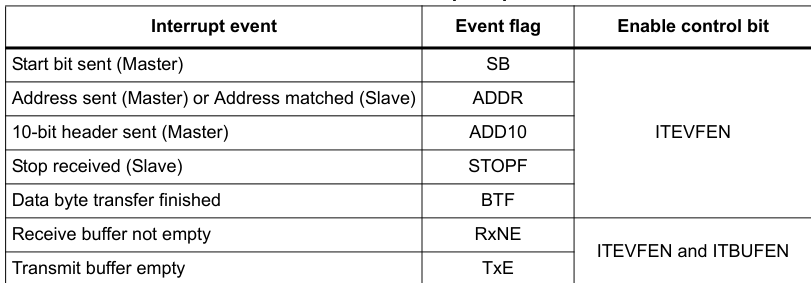 Interrupt event Event flag Enable control bit
Start bit sent (Master) SB
Address sent (Master) or Address matched (Slave) ADDR
10-bit header sent (Master) ADD10 ITEVFEN
Stop received (Slave) STOPF
Data byte transfer finished BTF
Receive buffer not empty RxNE
ITEVFEN and ITBUFEN
Transmit buffer empty TxE